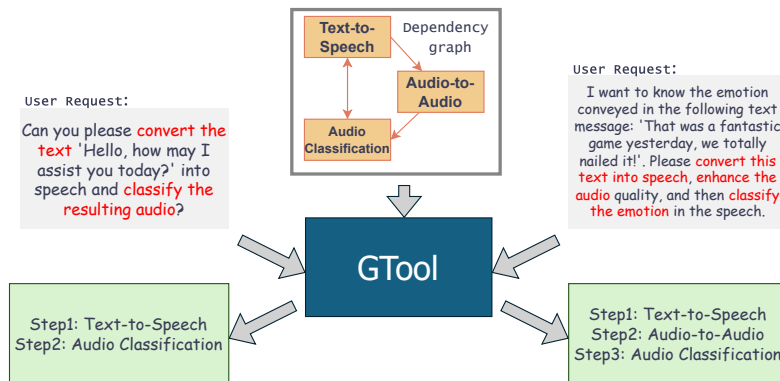 Text-to-
Speech
Dependency
graph
Audio-to-
Audio
Audio
Classification
User Request:
Can you please convert the
text 'Hello, how may I
assist you today?' into
speech and classify the
resulting audio?
User Request:
I want to know the emotion
conveyed in the following text
message: 'That was a fantastic
game yesterday, we totally
nailed it!'. Please convert this
text into speech, enhance the
audio quality, and then classify
the emotion in the speech.
GTool
Step1: Text-to-Speech
Step2: Audio Classification
Step1: Text-to-Speech
Step2: Audio-to-Audio
Step3: Audio Classification